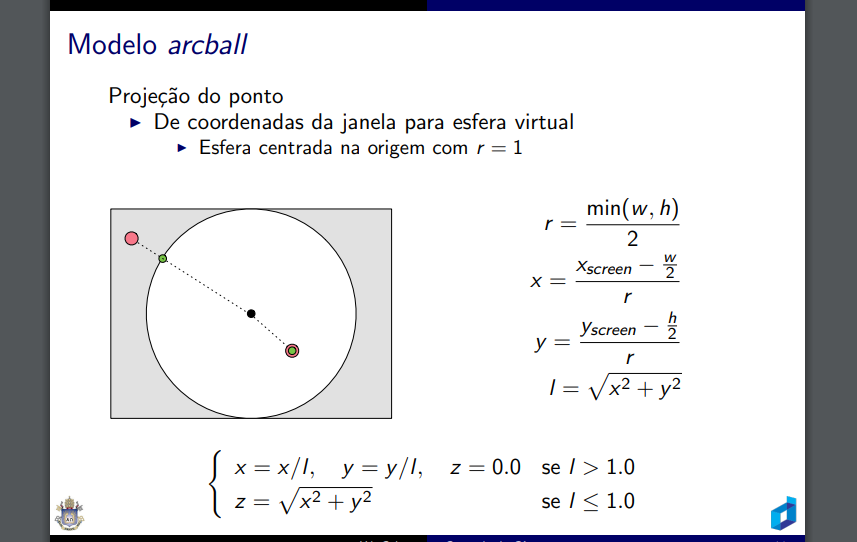 Modelo arcball
Projeção do ponto
De coordenadas da janela para esfera virtual
Esfera centrada na origem com r = 1
r = min(w, h) / 2
x = (x_screen − w/2) / r
y = (y_screen − h/2) / r
l = √(x² + y²)
x = x/l, y = y/l, z = 0.0 se l > 1.0
z = √(x² + y²) se l ≤ 1.0